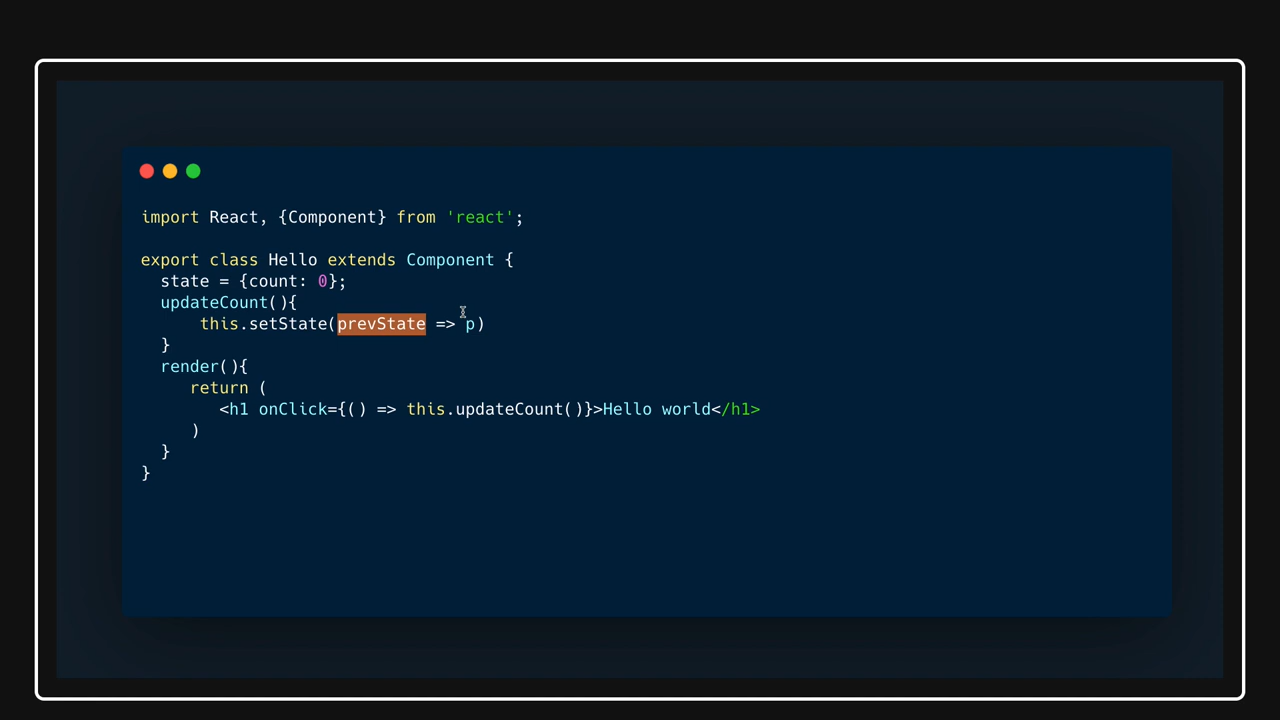 import React, {Component} from 'react';
export class Hello extends Component {
state = {count: 0};
updateCount(){
this.setState(prevState => p)
}
render(){
return (
<h1 onClick={() => this.updateCount()}>Hello world</h1>
)
}
}